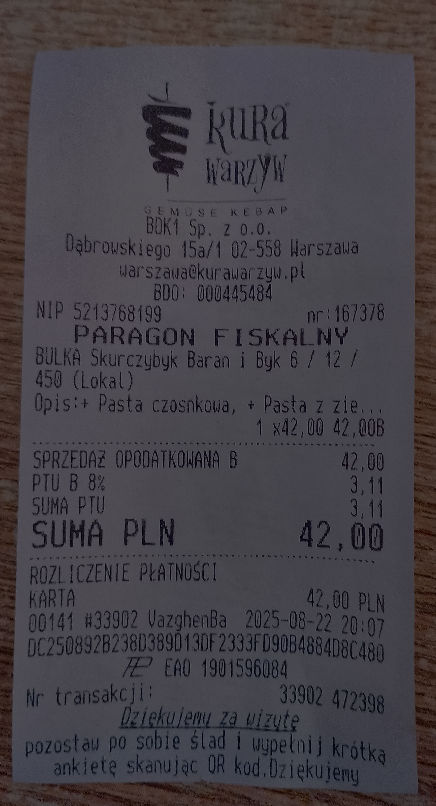 kuRa
waRzyw
GEMÜSE KEBAP
BDK1 Sp. z o.o.
Dąbrowskiego 15a/1 02-558 Warszawa
warszawa@kurawarzyw.pl
BDO: 000445484
NIP 5213768199 nr:167378
PARAGON FISKALNY
BUŁKA Skurczybyk Baran i Byk 6 / 12 /
450 (Lokal)
Opis:+ Pasta czosnkowa, + Pasta z zie...
1 x42,00 42,00B
SPRZEDAŻ OPODATKOWANA B 42,00
PTU B 8% 3,11
SUMA PTU 3,11
SUMA PLN 42,00
ROZLICZENIE PŁATNOŚCI
KARTA 42,00 PLN
00141 #33902 VazghenBa 2025-08-22 20:07
DC250892B238D389D13DF2333FD90B4884D8C480
EAO 1901596084
Nr transakcji: 33902 472398
Dziękujemy za wizytę
pozostaw po sobie ślad i wypełnij krótką
ankietę skanując QR kod.Dziękujemy